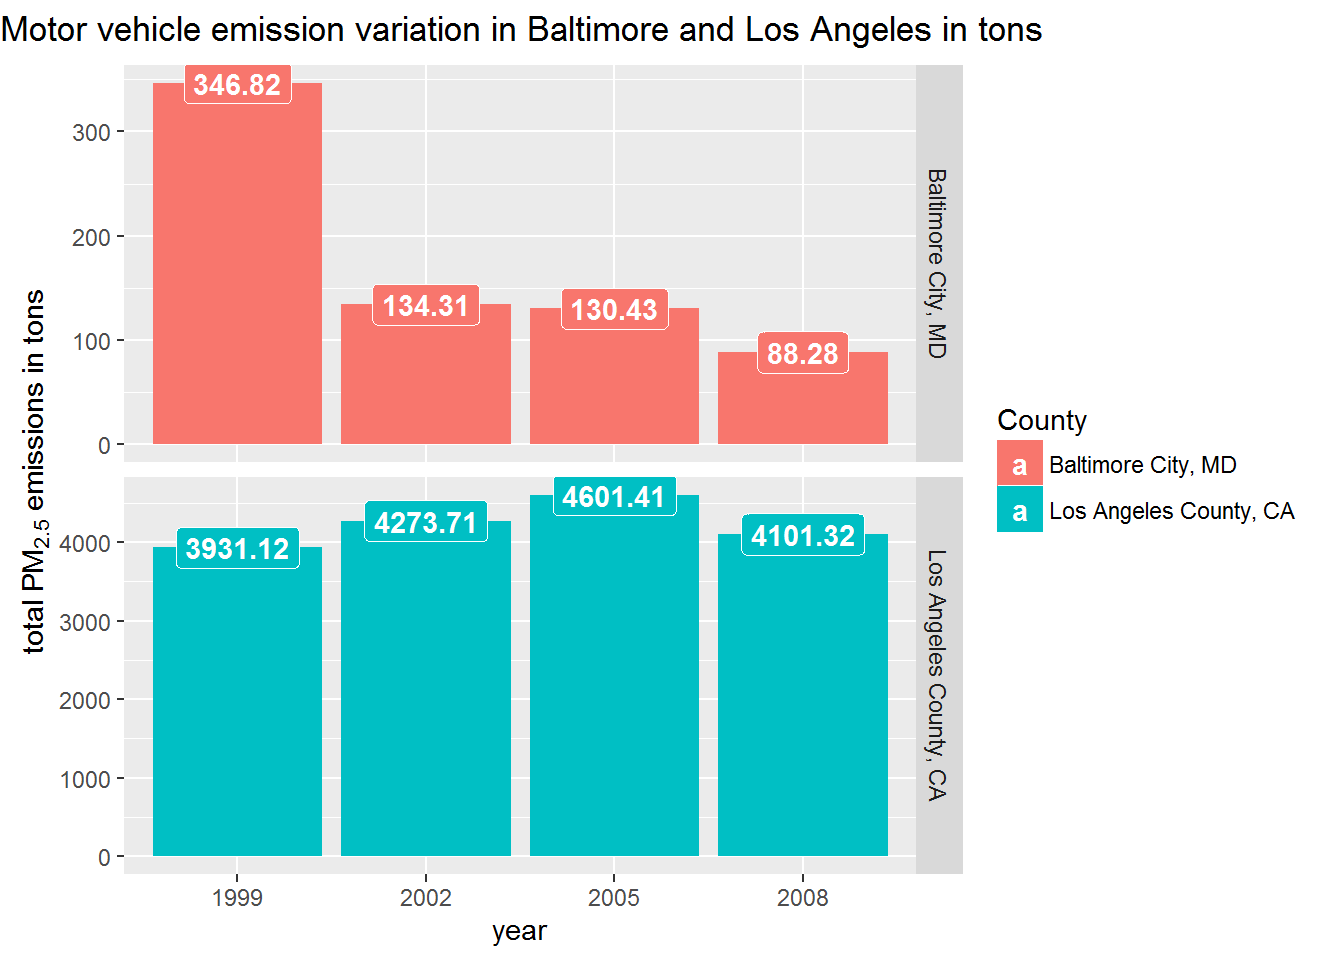 Motor vehicle emission variation in Baltimore and Los Angeles in tons
total PM2.5 emissions in tons
300
200
100
0
346.82
134.31
130.43
88.28
Baltimore City, MD
4000
3000
2000
1000
0
3931.12
4273.71
4601.41
4101.32
Los Angeles County, CA
1999
2002
2005
2008
year
County
a Baltimore City, MD
a Los Angeles County, CA